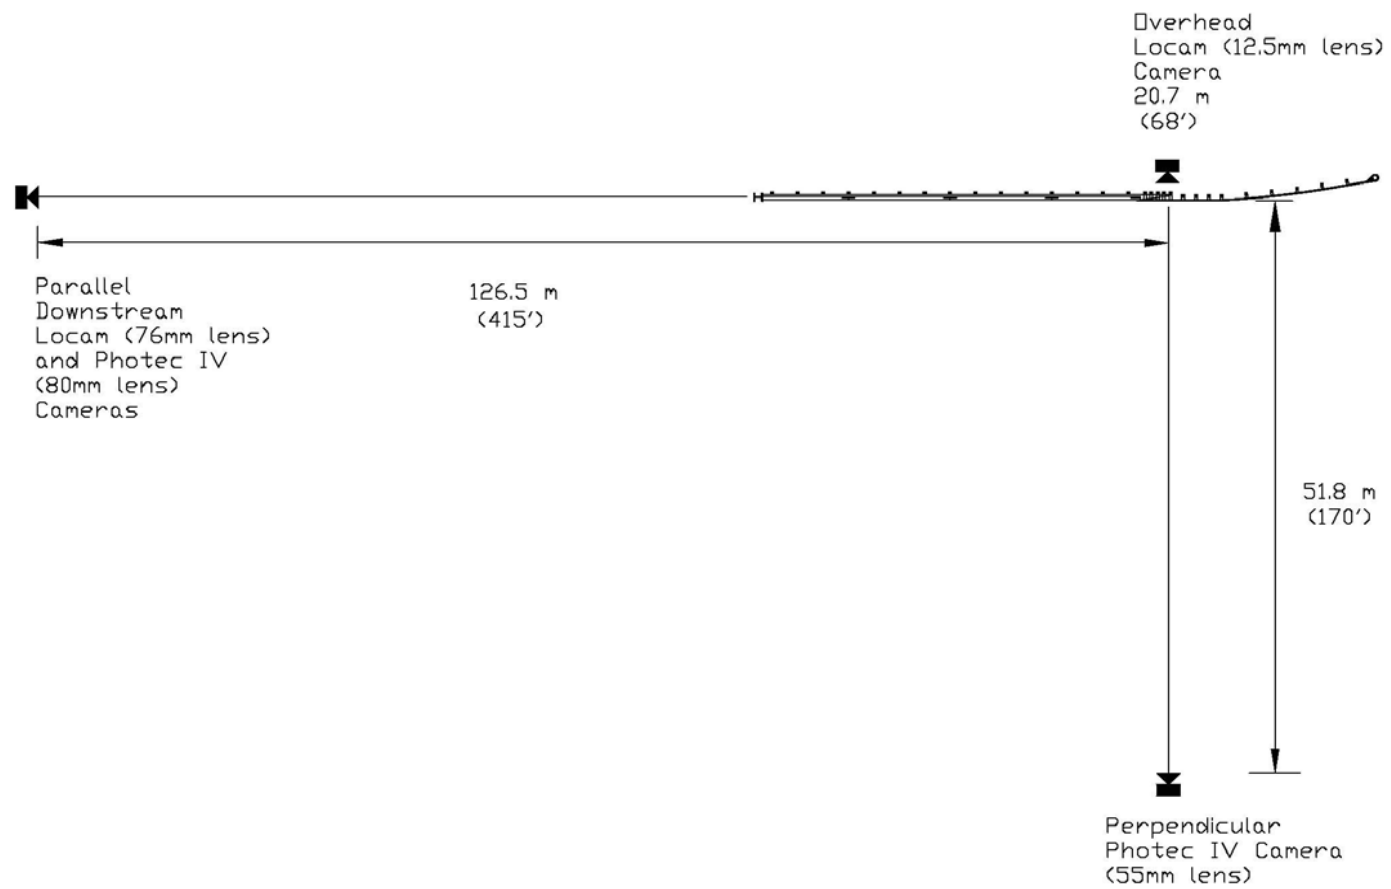 Overhead
Locam (12.5mm lens)
Camera
20.7 m
(68')
Parallel
Downstream
Locam (76mm lens)
and Photec IV
(80mm lens)
Cameras
126.5 m
(415')
51.8 m
(170')
Perpendicular
Photec IV Camera
(55mm lens)